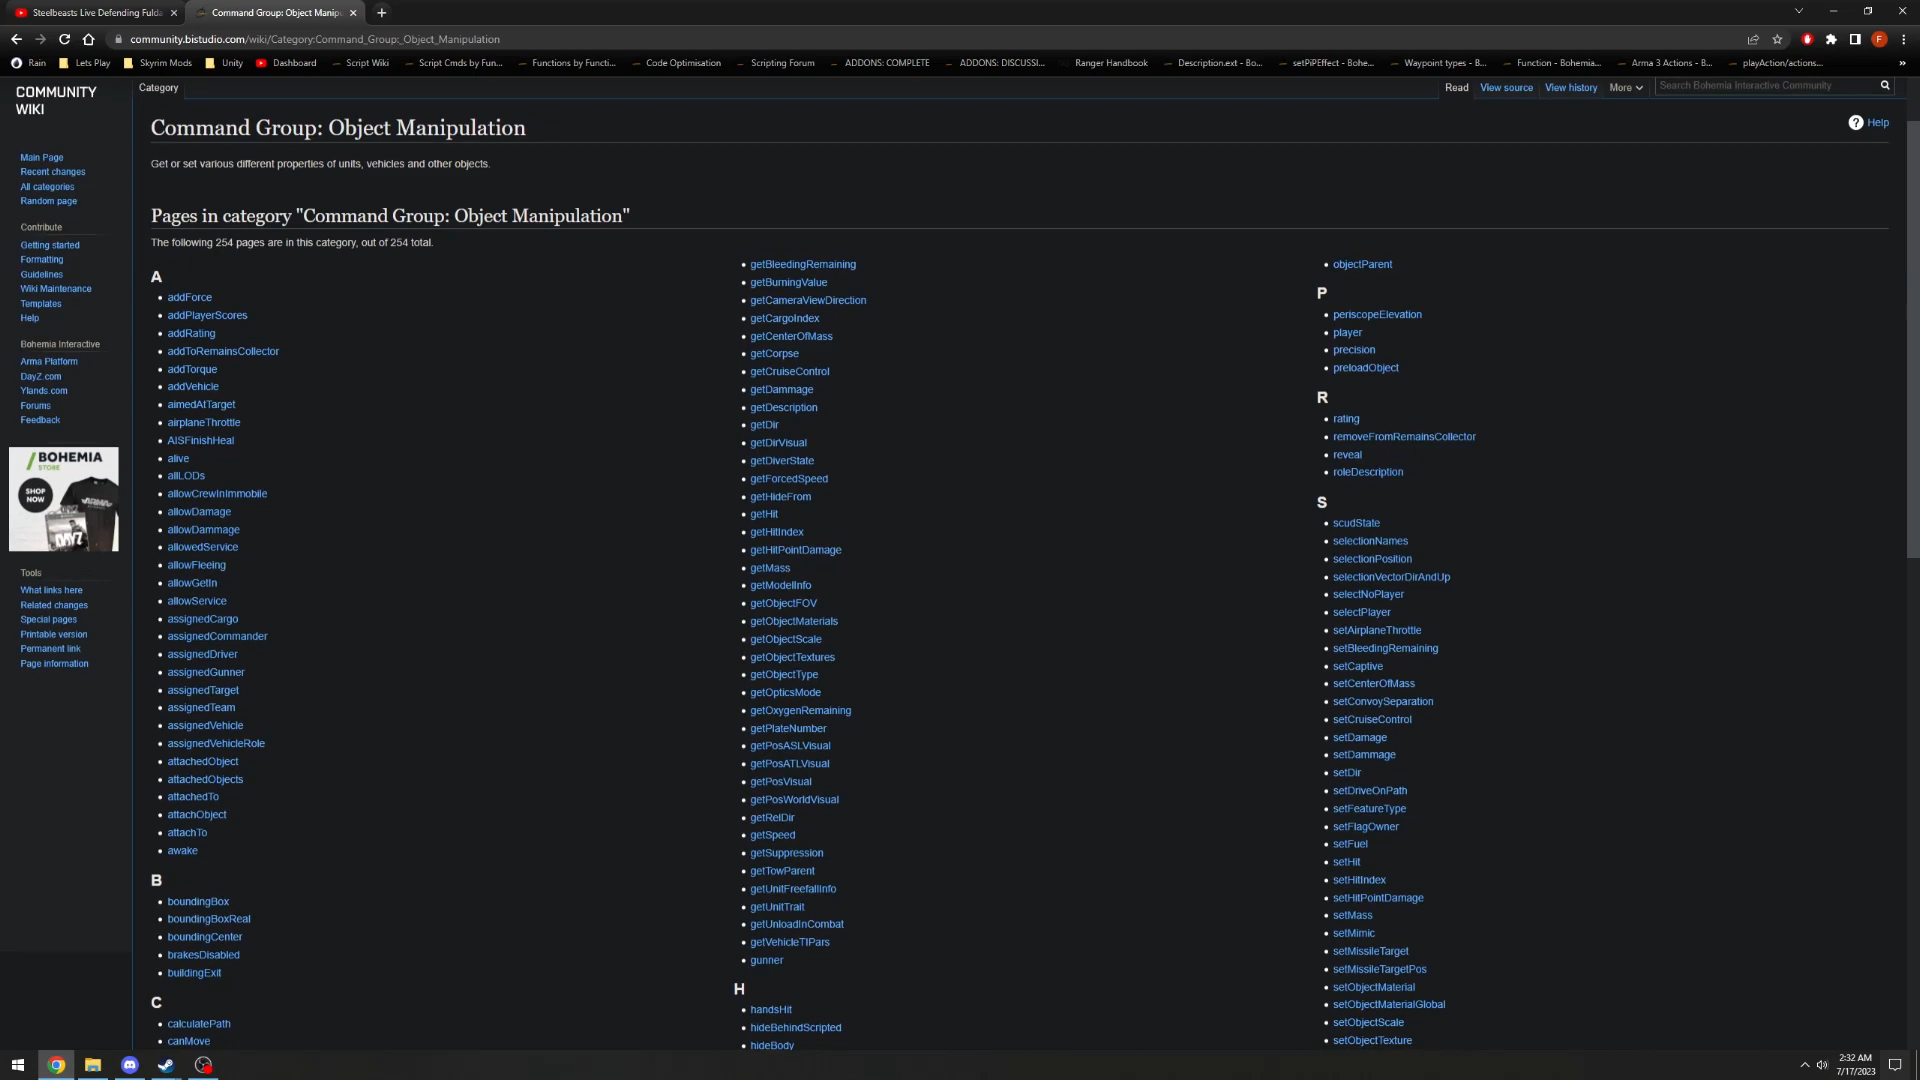 Steelbeasts Live Defending Fulda
Command Group: Object Manip
community.bistudio.com/wiki/Category:Command_Group:_Object_Manipulation
F
Rain
Lets Play
Skyrim Mods
Unity
Dashboard
Script Wiki
Script Cmds by Fun...
Functions by Functi...
Code Optimisation
Scripting Forum
ADDONS: COMPLETE
ADDONS: DISCUSSI...
Ranger Handbook
Description.ext - Bo...
setPiPEffect - Bohe...
Waypoint types - B...
Function - Bohemia...
Arma 3 Actions - B...
playAction/actions...
»
COMMUNITY
WIKI
Main Page
Recent changes
All categories
Random page
Contribute
Getting started
Formatting
Guidelines
Wiki Maintenance
Templates
Help
Bohemia Interactive
Arma Platform
DayZ.com
Ylands.com
Forums
Feedback
BOHEMIA
STORE
SHOP
NOW
ARMA
DAYZ
Tools
What links here
Related changes
Special pages
Printable version
Permanent link
Page information
Category
Read
View source
View history
More
Search Bohemia Interactive Community
Command Group: Object Manipulation
? Help
Get or set various different properties of units, vehicles and other objects.
Pages in category "Command Group: Object Manipulation"
The following 254 pages are in this category, out of 254 total.
A
addForce
addPlayerScores
addRating
addToRemainsCollector
addTorque
addVehicle
aimedAtTarget
airplaneThrottle
AISFinishHeal
alive
allLODs
allowCrewInImmobile
allowDamage
allowDammage
allowedService
allowFleeing
allowGetIn
allowService
assignedCargo
assignedCommander
assignedDriver
assignedGunner
assignedTarget
assignedTeam
assignedVehicle
assignedVehicleRole
attachedObject
attachedObjects
attachedTo
attachObject
attachTo
awake
B
boundingBox
boundingBoxReal
boundingCenter
brakesDisabled
buildingExit
C
calculatePath
canMove
getBleedingRemaining
getBurningValue
getCameraViewDirection
getCargoIndex
getCenterOfMass
getCorpse
getCruiseControl
getDammage
getDescription
getDir
getDirVisual
getDiverState
getForcedSpeed
getHideFrom
getHit
getHitIndex
getHitPointDamage
getMass
getModelInfo
getObjectFOV
getObjectMaterials
getObjectScale
getObjectTextures
getObjectType
getOpticsMode
getOxygenRemaining
getPlateNumber
getPosASLVisual
getPosATLVisual
getPosVisual
getPosWorldVisual
getRelDir
getSpeed
getSuppression
getTowParent
getUnitFreefallInfo
getUnitTrait
getUnloadInCombat
getVehicleTIPars
gunner
H
handsHit
hideBehindScripted
hideBody
objectParent
P
periscopeElevation
player
precision
preloadObject
R
rating
removeFromRemainsCollector
reveal
roleDescription
S
scudState
selectionNames
selectionPosition
selectionVectorDirAndUp
selectNoPlayer
selectPlayer
setAirplaneThrottle
setBleedingRemaining
setCaptive
setCenterOfMass
setConvoySeparation
setCruiseControl
setDamage
setDammage
setDir
setDriveOnPath
setFeatureType
setFlagOwner
setFuel
setHit
setHitIndex
setHitPointDamage
setMass
setMimic
setMissileTarget
setMissileTargetPos
setObjectMaterial
setObjectMaterialGlobal
setObjectScale
setObjectTexture
2:32 AM
7/17/2023